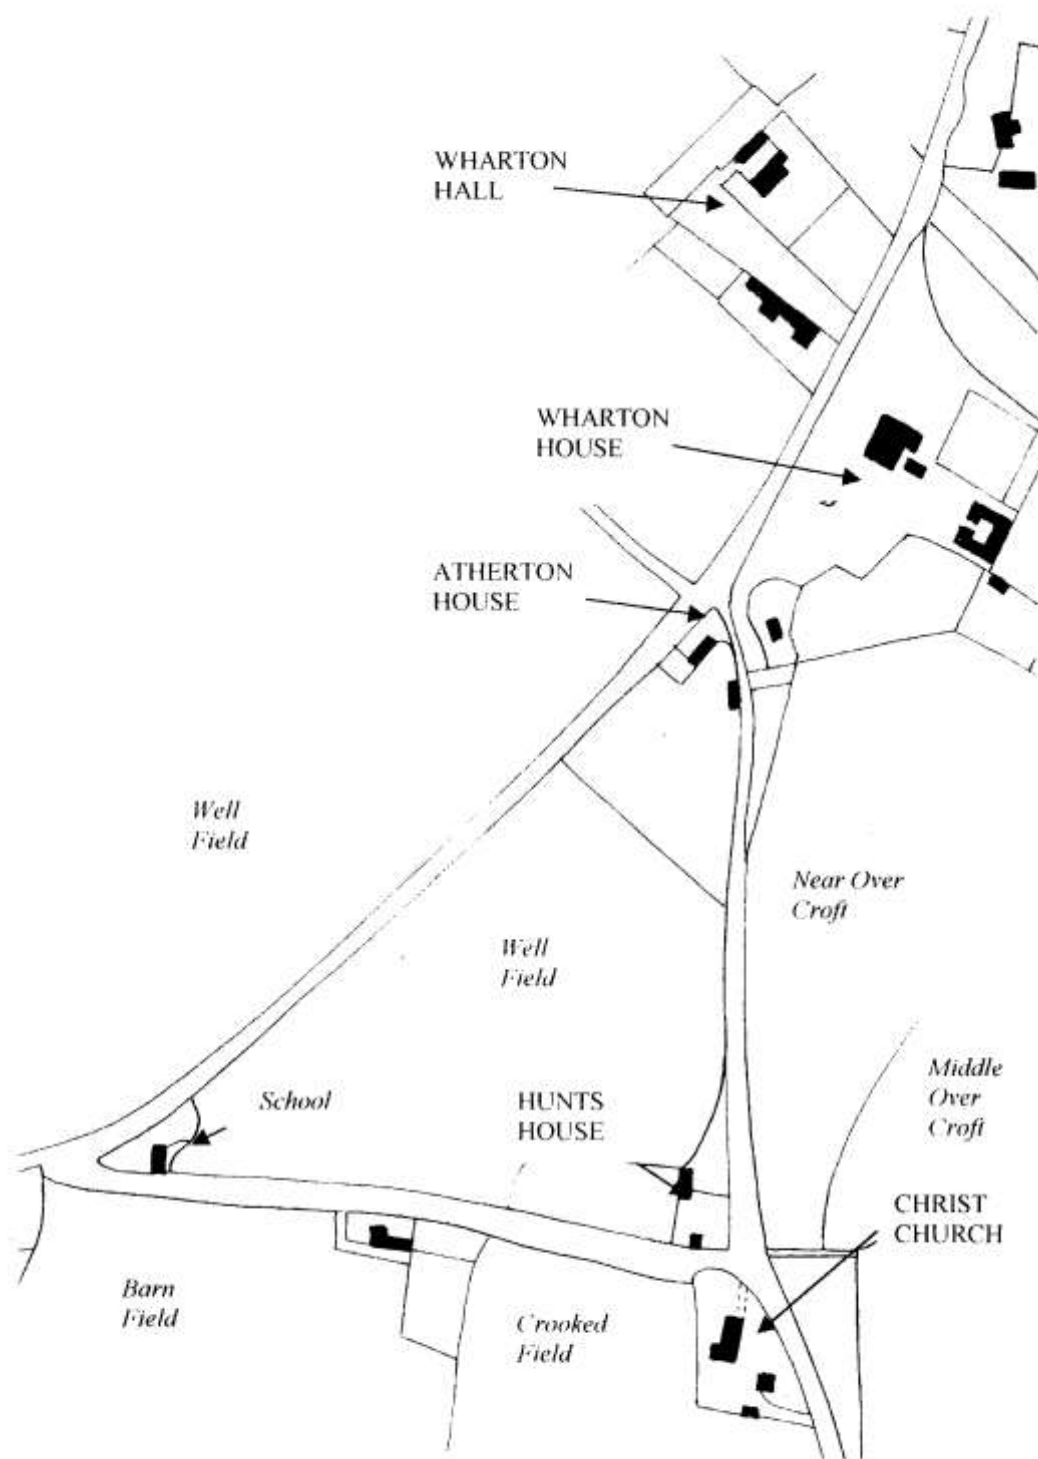 WHARTON
HALL
WHARTON
HOUSE
ATHERTON
HOUSE
Well
Field
Near Over
Croft
Well
Field
School
HUNTS
HOUSE
Middle
Over
Croft
CHRIST
CHURCH
Barn
Field
Crooked
Field